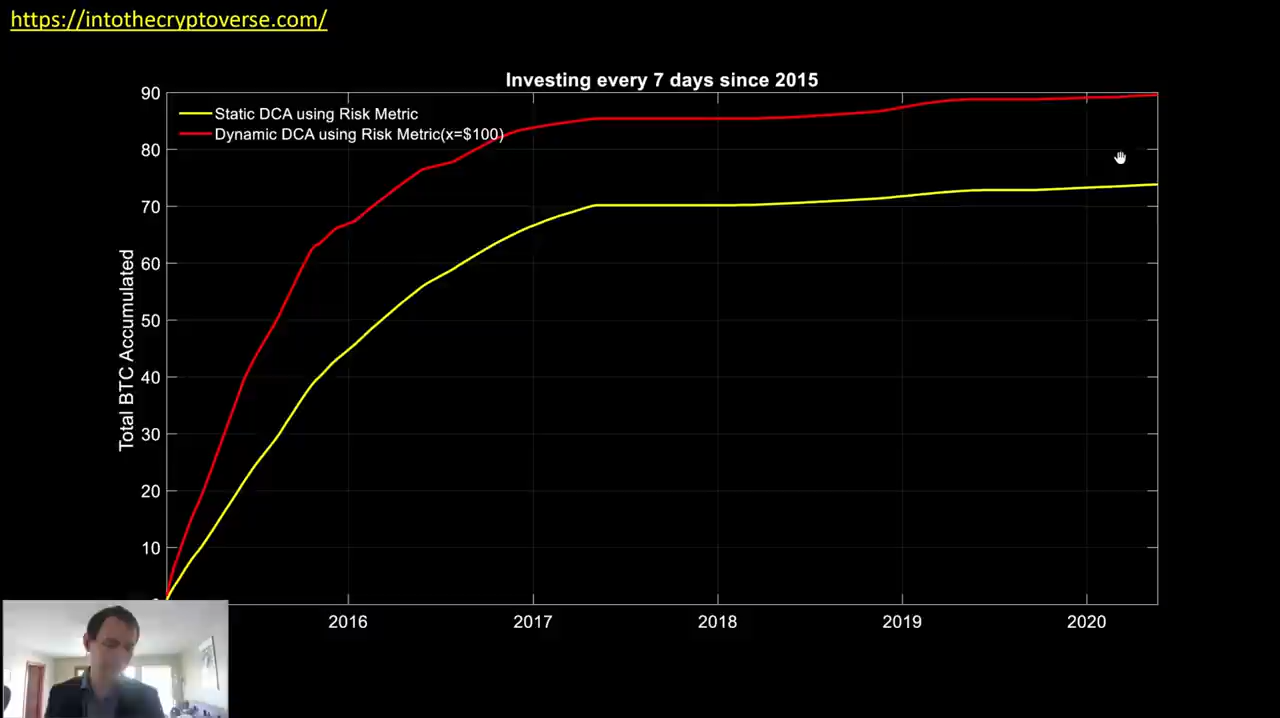 https://intothecryptoverse.com/
Investing every 7 days since 2015
Static DCA using Risk Metric
Dynamic DCA using Risk Metric(x=$100)
Total BTC Accumulated
90
80
70
60
50
40
30
20
10
2016 2017 2018 2019 2020